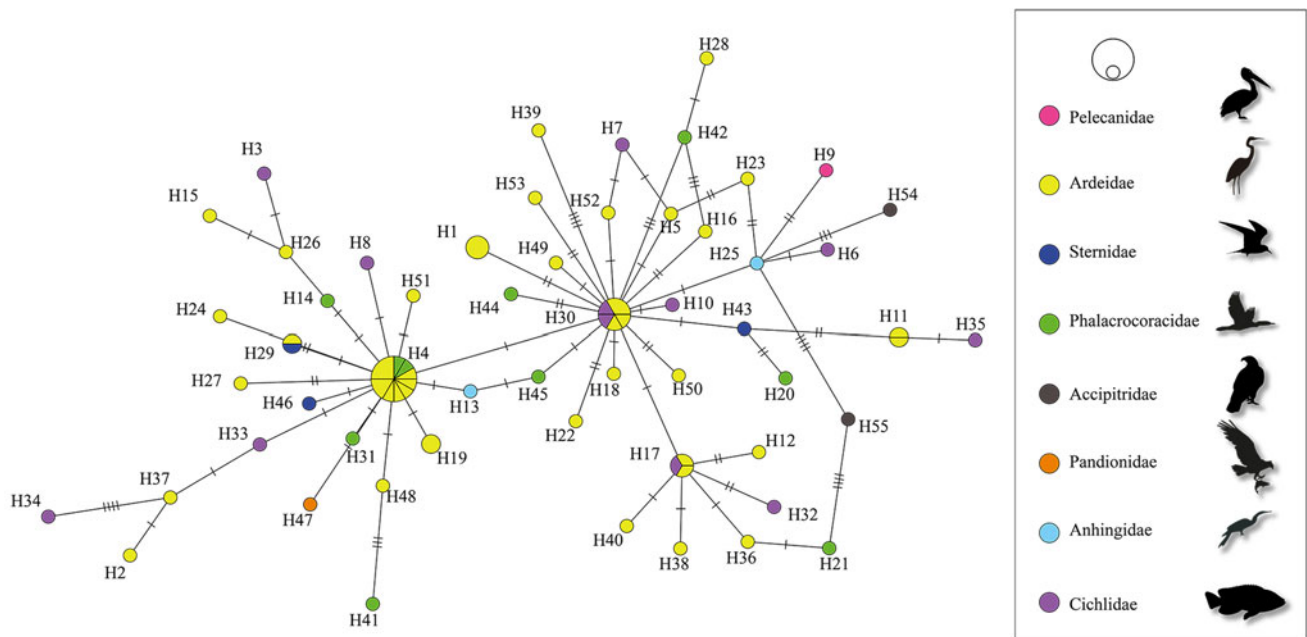 H28
H39
H7
H42
H3
H23
H9
H15
H53
H52
H54
H5
H16
H26
H8
H1
H49
H25
H6
H51
H14
H44
H10
H24
H30
H43
H11
H35
H29
H4
H27
H13
H45
H18
H50
H20
H46
H22
H55
H33
H31
H19
H17
H12
H37
H48
H34
H47
H32
H40
H38
H36
H21
H2
H41
Pelecanidae
Ardeidae
Sternidae
Phalacrocoracidae
Accipitridae
Pandionidae
Anhingidae
Cichlidae